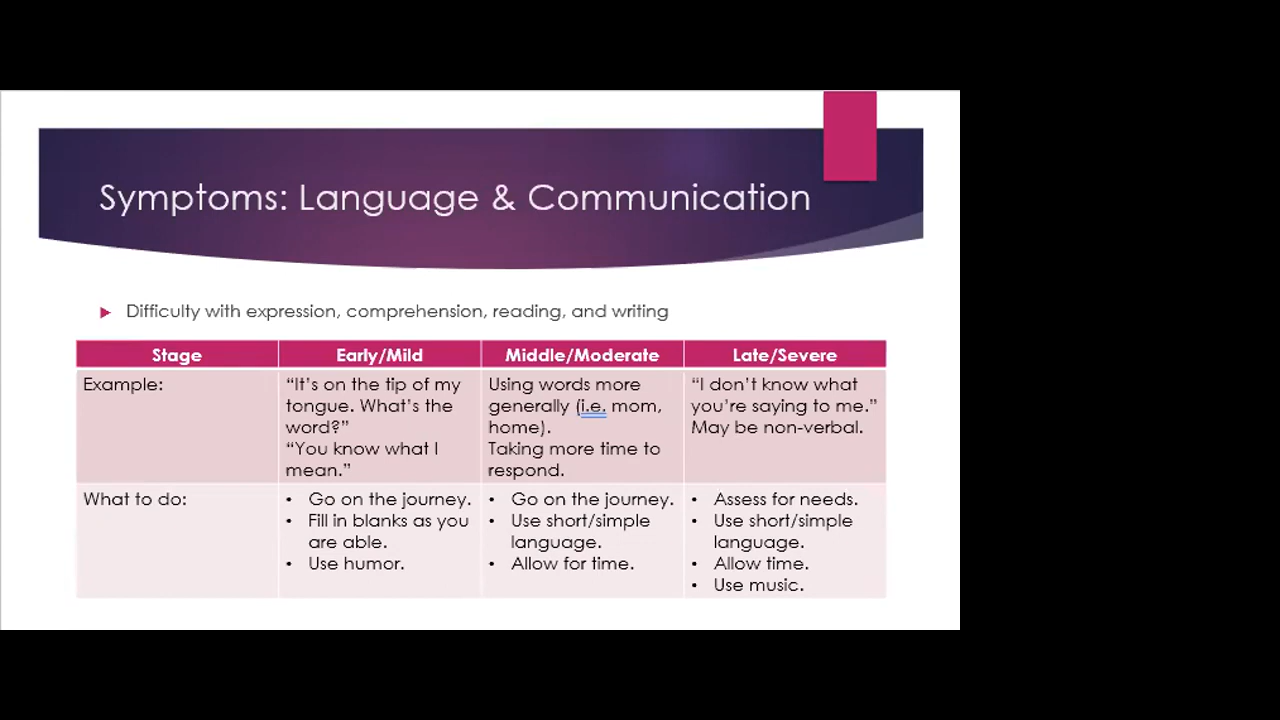 Symptoms: Language & Communication
Difficulty with expression, comprehension, reading, and writing
Stage
Early/Mild
Middle/Moderate
Late/Severe
Example:
“It’s on the tip of my
tongue. What’s the
word?”
“You know what I
mean.”
Using words more
generally (i.e. mom,
home).
Taking more time to
respond.
“I don’t know what
you’re saying to me.”
May be non-verbal.
What to do:
• Go on the journey.
• Fill in blanks as you
are able.
• Use humor.
• Go on the journey.
• Use short/simple
language.
• Allow for time.
• Assess for needs.
• Use short/simple
language.
• Allow time.
• Use music.